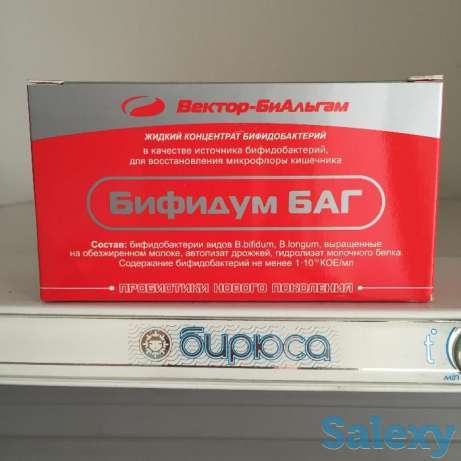 Вектор-БиАльгам
ЖИДКИЙ КОНЦЕНТРАТ БИФИДОБАКТЕРИЙ
в качестве источника бифидобактерий,
для восстановления микрофлоры кишечника
Бифидум БАГ
Состав: бифидобактерии видов B.bifidum, B.longum, выращенные
на обезжиренном молоке, автолизат дрожжей, гидролизат молочного белка.
Содержание бифидобактерий не менее 1·10¹⁰ КОЕ/мл
ПРОБИОТИКИ НОВОГО ПОКОЛЕНИЯ
бирюса
t°
Salexy